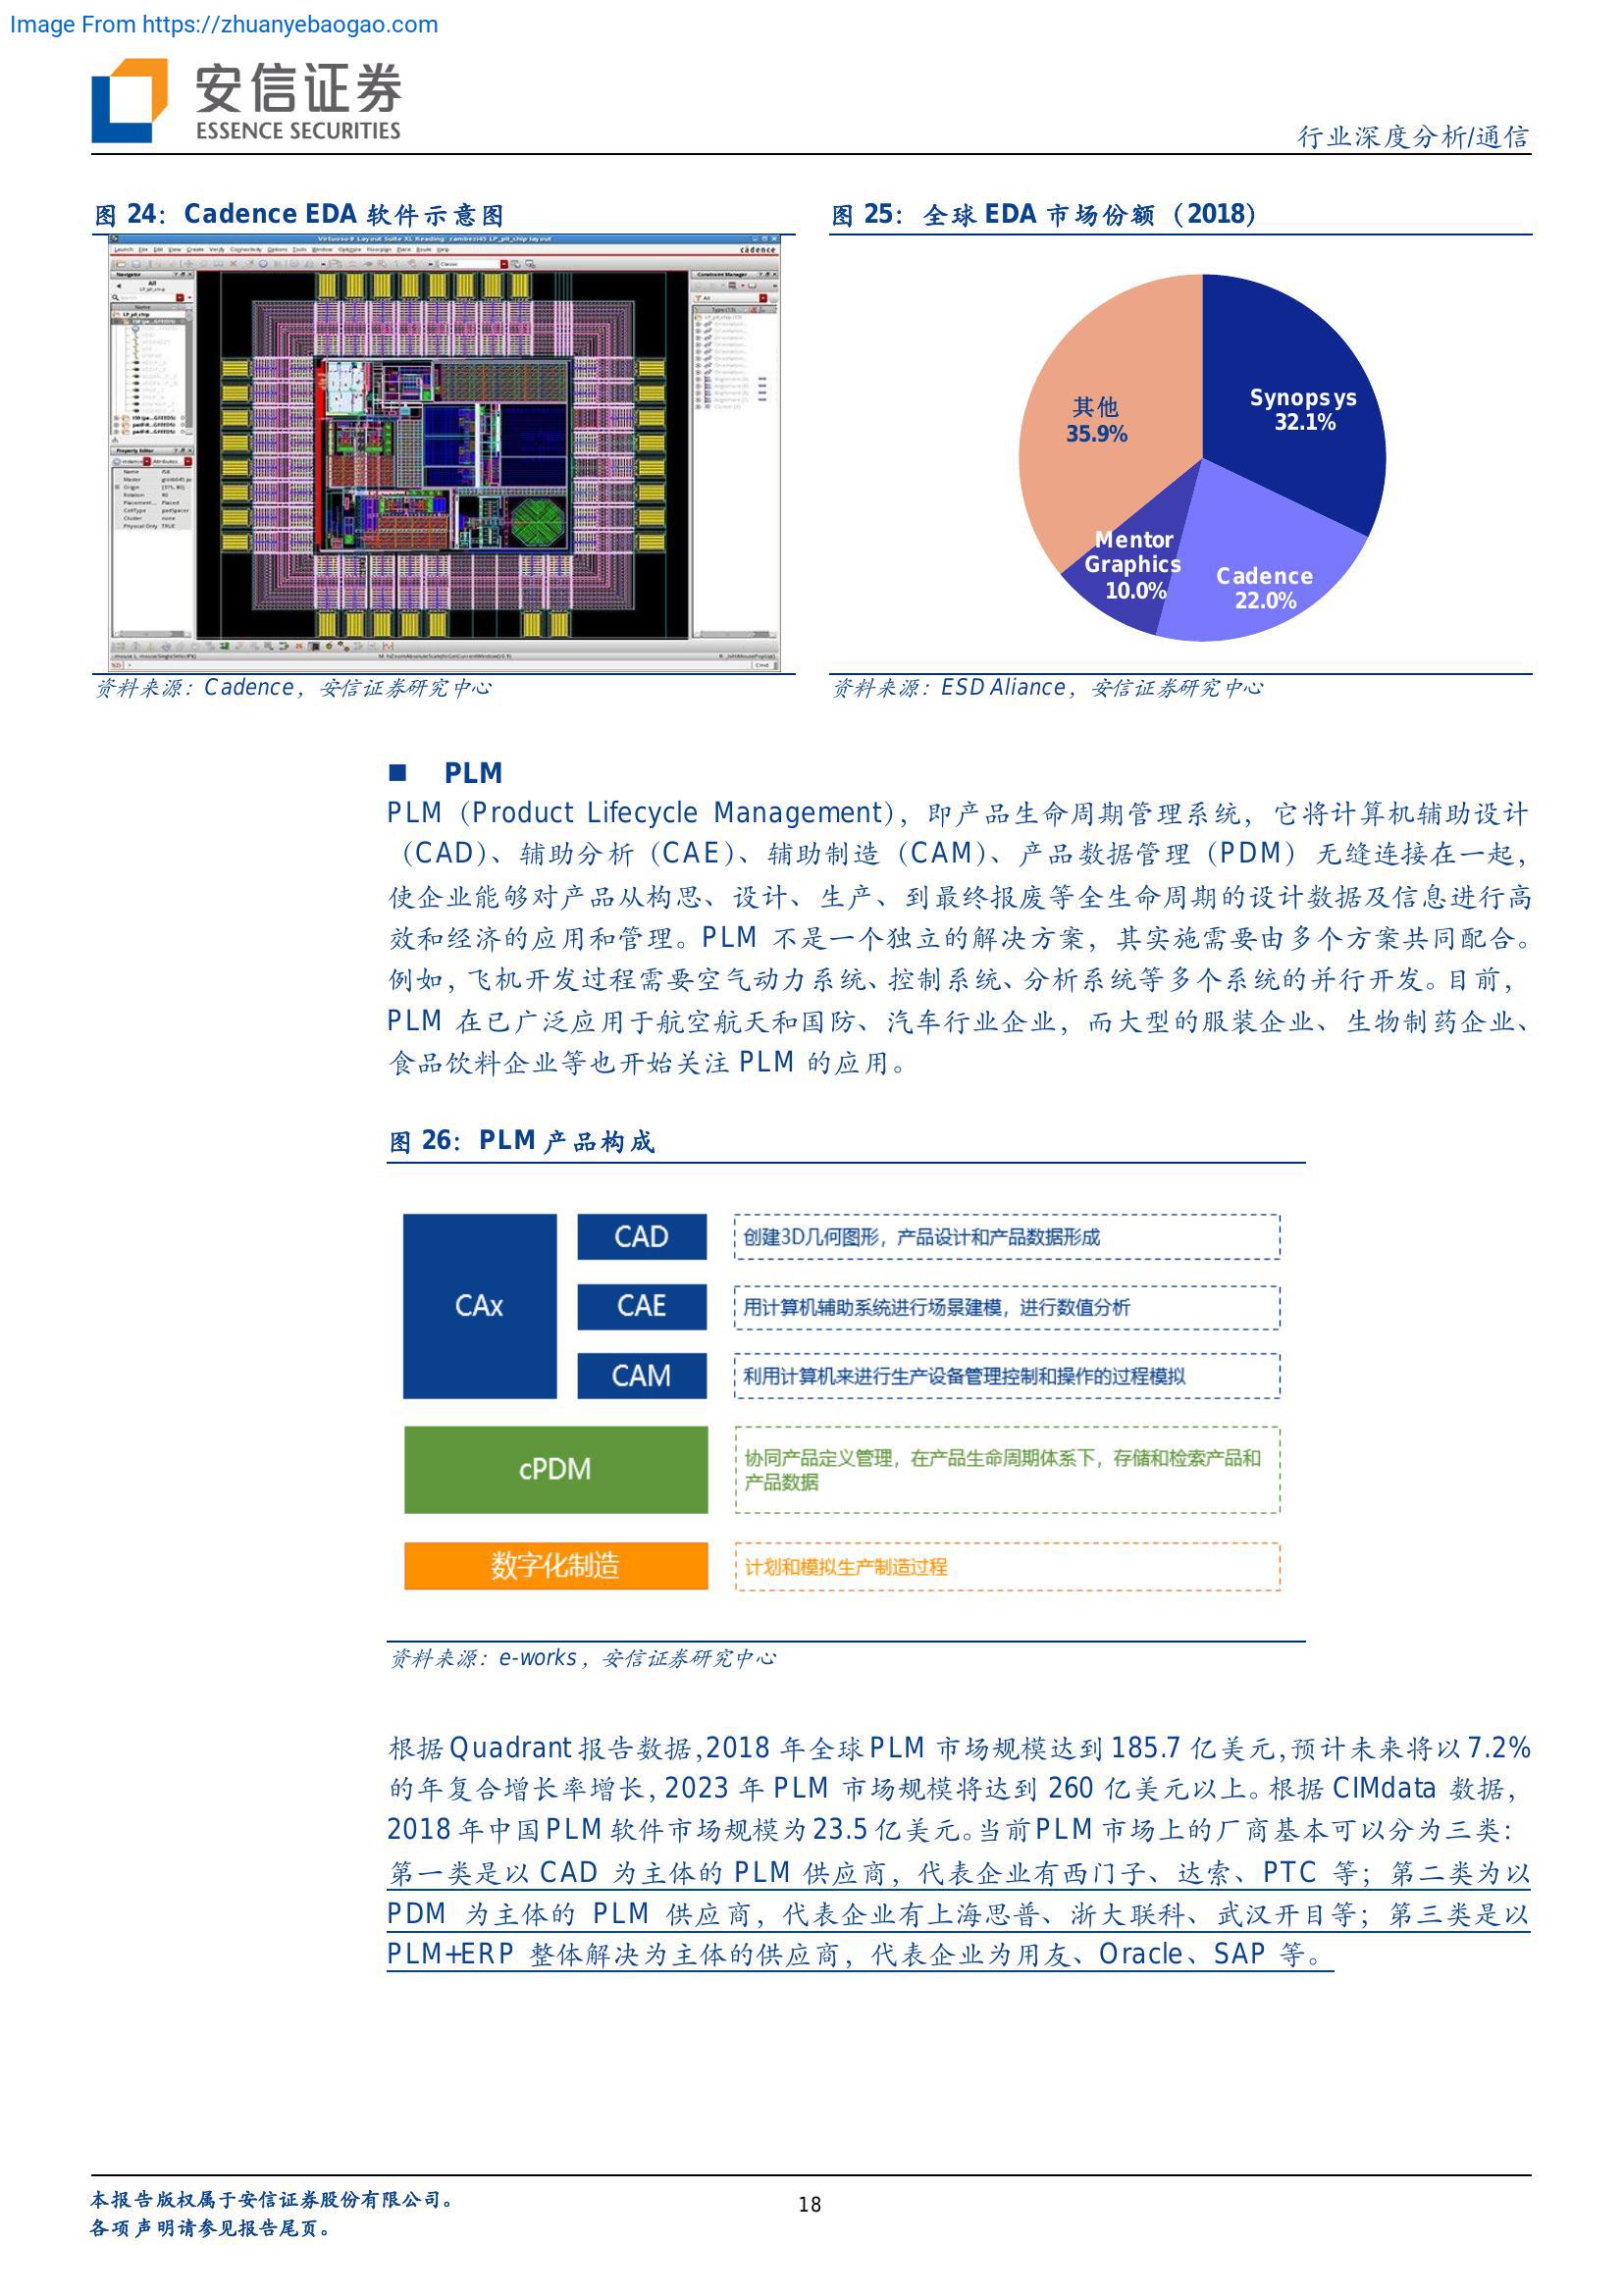 Image From https://zhuanyebaogao.com
安信证券
ESSENCE SECURITIES
行业深度分析/通信
图 24：Cadence EDA 软件示意图
cādence
Navigator
All
Name
Property Editor
Constraint Manager
资料来源：Cadence，安信证券研究中心
图 25：全球 EDA 市场份额（2018）
Synopsys
32.1%
其他
35.9%
Mentor
Graphics
10.0%
Cadence
22.0%
资料来源：ESD Aliance，安信证券研究中心
■ PLM
PLM（Product Lifecycle Management），即产品生命周期管理系统，它将计算机辅助设计
（CAD）、辅助分析（CAE）、辅助制造（CAM）、产品数据管理（PDM）无缝连接在一起，
使企业能够对产品从构思、设计、生产、到最终报废等全生命周期的设计数据及信息进行高
效和经济的应用和管理。PLM 不是一个独立的解决方案，其实施需要由多个方案共同配合。
例如，飞机开发过程需要空气动力系统、控制系统、分析系统等多个系统的并行开发。目前，
PLM 在已广泛应用于航空航天和国防、汽车行业企业，而大型的服装企业、生物制药企业、
食品饮料企业等也开始关注 PLM 的应用。
图 26：PLM 产品构成
CAx
CAD
创建3D几何图形，产品设计和产品数据形成
CAE
用计算机辅助系统进行场景建模，进行数值分析
CAM
利用计算机来进行生产设备管理控制和操作的过程模拟
cPDM
协同产品定义管理，在产品生命周期体系下，存储和检索产品和
产品数据
数字化制造
计划和模拟生产制造过程
资料来源：e-works，安信证券研究中心
根据 Quadrant 报告数据，2018 年全球 PLM 市场规模达到 185.7 亿美元，预计未来将以 7.2%
的年复合增长率增长，2023 年 PLM 市场规模将达到 260 亿美元以上。根据 CIMdata 数据，
2018 年中国 PLM 软件市场规模为 23.5 亿美元。当前 PLM 市场上的厂商基本可以分为三类：
第一类是以 CAD 为主体的 PLM 供应商，代表企业有西门子、达索、PTC 等；第二类为以
PDM 为主体的 PLM 供应商，代表企业有上海思普、浙大联科、武汉开目等；第三类是以
PLM+ERP 整体解决为主体的供应商，代表企业为用友、Oracle、SAP 等。
本报告版权属于安信证券股份有限公司。
各项声明请参见报告尾页。
18